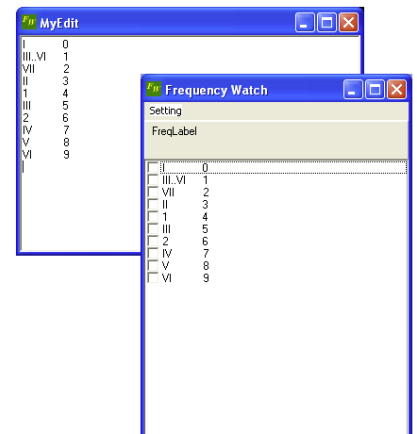 FW MyEdit
I 0
III..VI 1
VII 2
II 3
1 4
III 5
2 6
IV 7
V 8
VI 9
FW Frequency Watch
Setting
FreqLabel
I 0
III..VI 1
VII 2
II 3
1 4
III 5
2 6
IV 7
V 8
VI 9